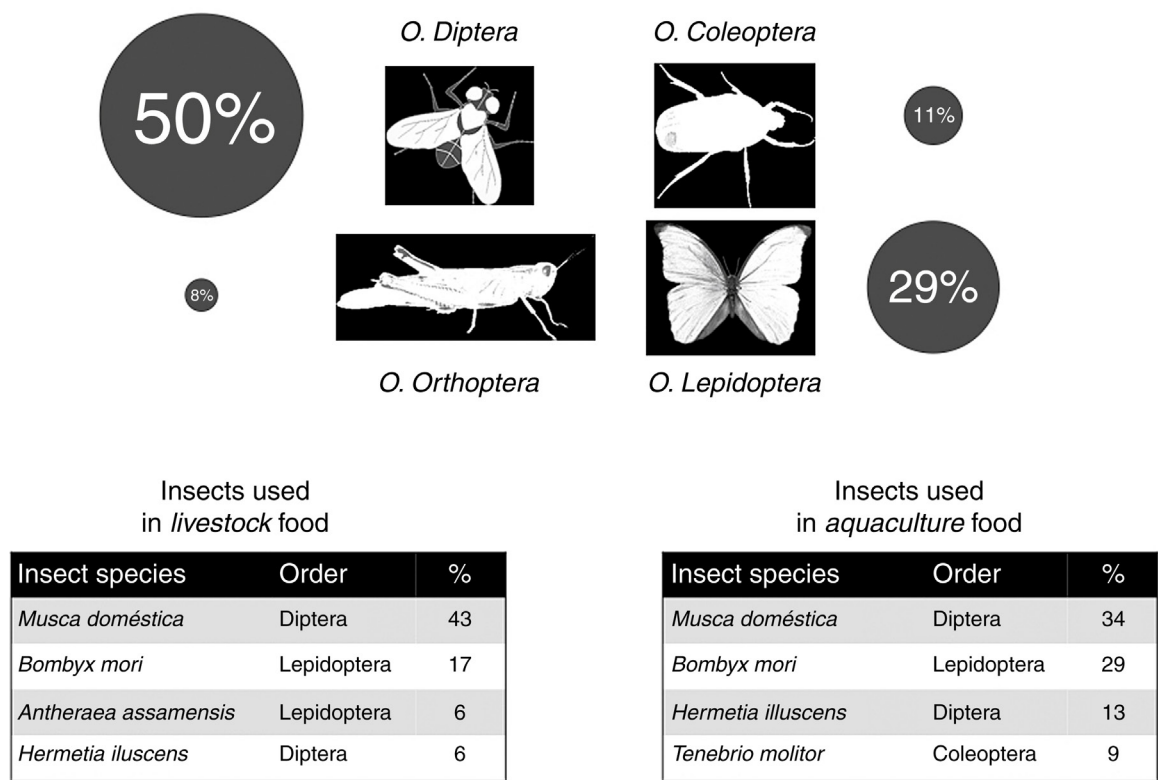 O. Diptera
O. Coleoptera
50%
11%
8%
29%
O. Orthoptera
O. Lepidoptera
Insects used
in livestock food
Insect species Order %
Musca doméstica Diptera 43
Bombyx mori Lepidoptera 17
Antheraea assamensis Lepidoptera 6
Hermetia iluscens Diptera 6
Insects used
in aquaculture food
Insect species Order %
Musca doméstica Diptera 34
Bombyx mori Lepidoptera 29
Hermetia illuscens Diptera 13
Tenebrio molitor Coleoptera 9